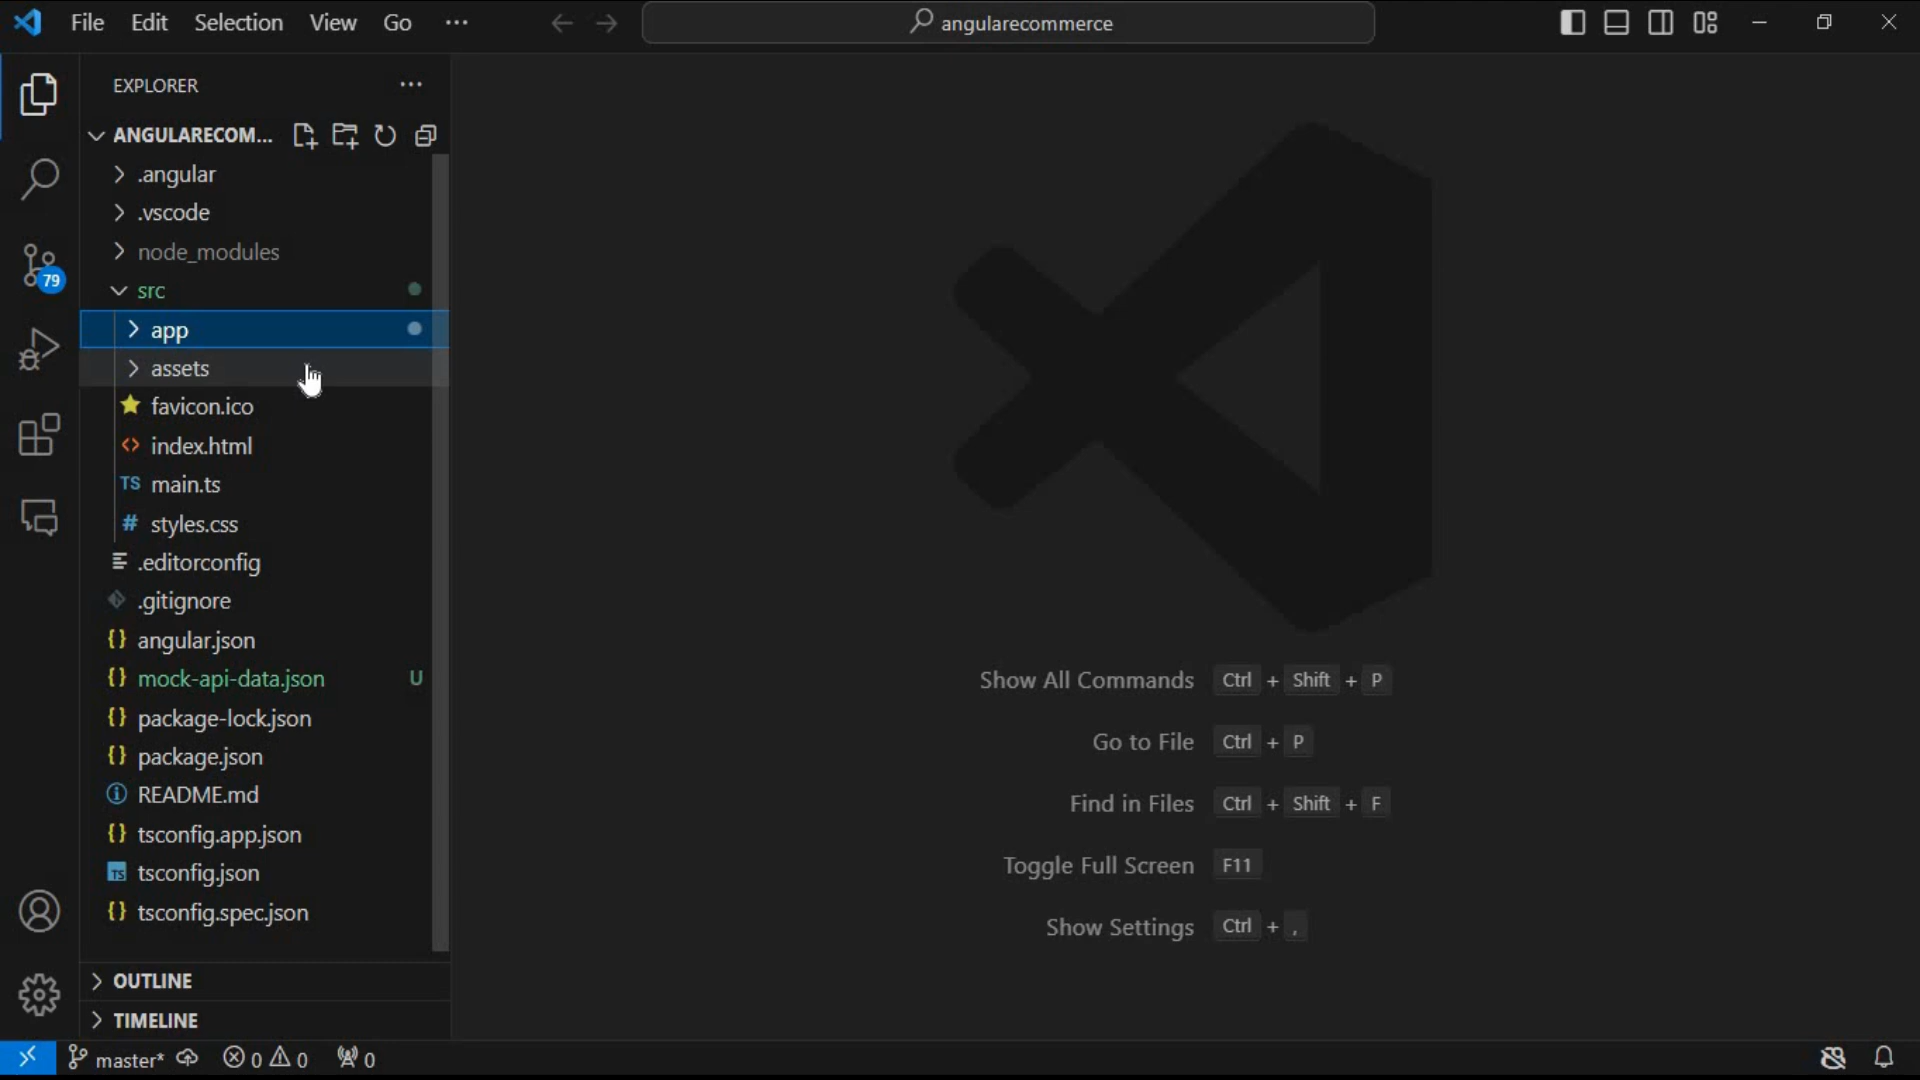 File Edit Selection View Go ···
angularecommerce
EXPLORER ···
ANGULARECOM...
.angular
.vscode
node_modules
src
app
assets
favicon.ico
index.html
TS main.ts
# styles.css
.editorconfig
.gitignore
{} angular.json
{} mock-api-data.json U
{} package-lock.json
{} package.json
README.md
{} tsconfig.app.json
TS tsconfig.json
{} tsconfig.spec.json
OUTLINE
TIMELINE
79
Show All Commands Ctrl + Shift + P
Go to File Ctrl + P
Find in Files Ctrl + Shift + F
Toggle Full Screen F11
Show Settings Ctrl + ,
master* 0 0 0